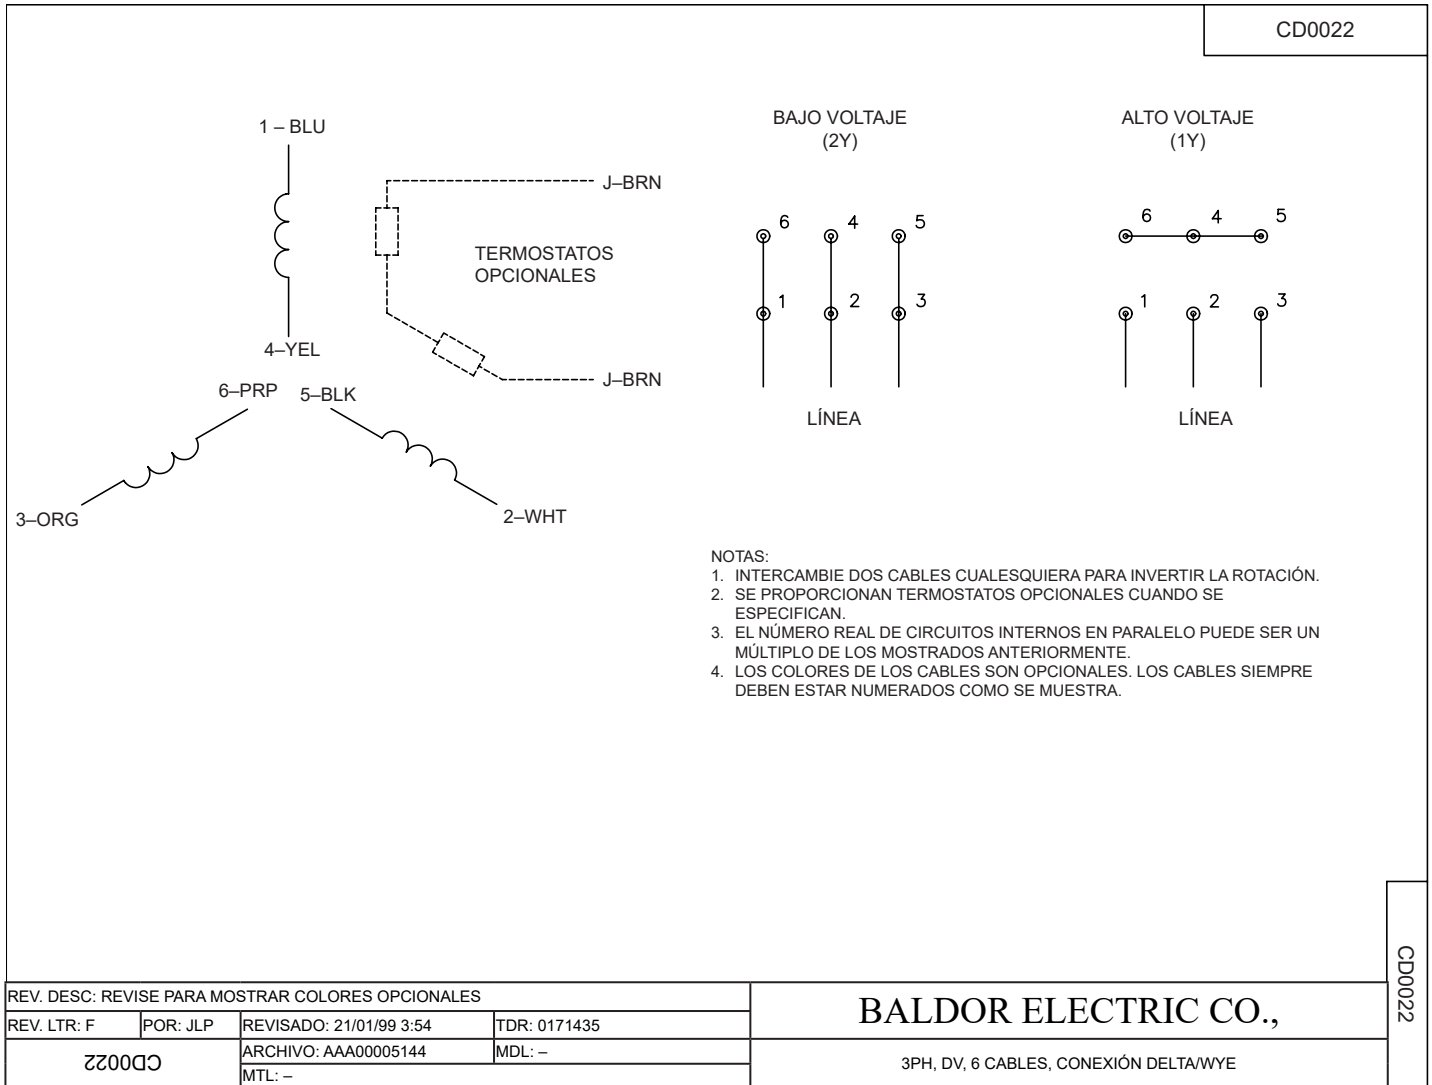 CD0022
1 – BLU
4–YEL
6–PRP
5–BLK
3–ORG
2–WHT
J–BRN
TERMOSTATOS
OPCIONALES
J–BRN
BAJO VOLTAJE
(2Y)
6 4 5
1 2 3
LÍNEA
ALTO VOLTAJE
(1Y)
6 4 5
1 2 3
LÍNEA
NOTAS:
1. INTERCAMBIE DOS CABLES CUALESQUIERA PARA INVERTIR LA ROTACIÓN.
2. SE PROPORCIONAN TERMOSTATOS OPCIONALES CUANDO SE
ESPECIFICAN.
3. EL NÚMERO REAL DE CIRCUITOS INTERNOS EN PARALELO PUEDE SER UN
MÚLTIPLO DE LOS MOSTRADOS ANTERIORMENTE.
4. LOS COLORES DE LOS CABLES SON OPCIONALES. LOS CABLES SIEMPRE
DEBEN ESTAR NUMERADOS COMO SE MUESTRA.
CD0022
REV. DESC: REVISE PARA MOSTRAR COLORES OPCIONALES
REV. LTR: F POR: JLP REVISADO: 21/01/99 3:54 TDR: 0171435
CD0022
ARCHIVO: AAA00005144 MDL: –
MTL: –
BALDOR ELECTRIC CO.,
3PH, DV, 6 CABLES, CONEXIÓN DELTA/WYE